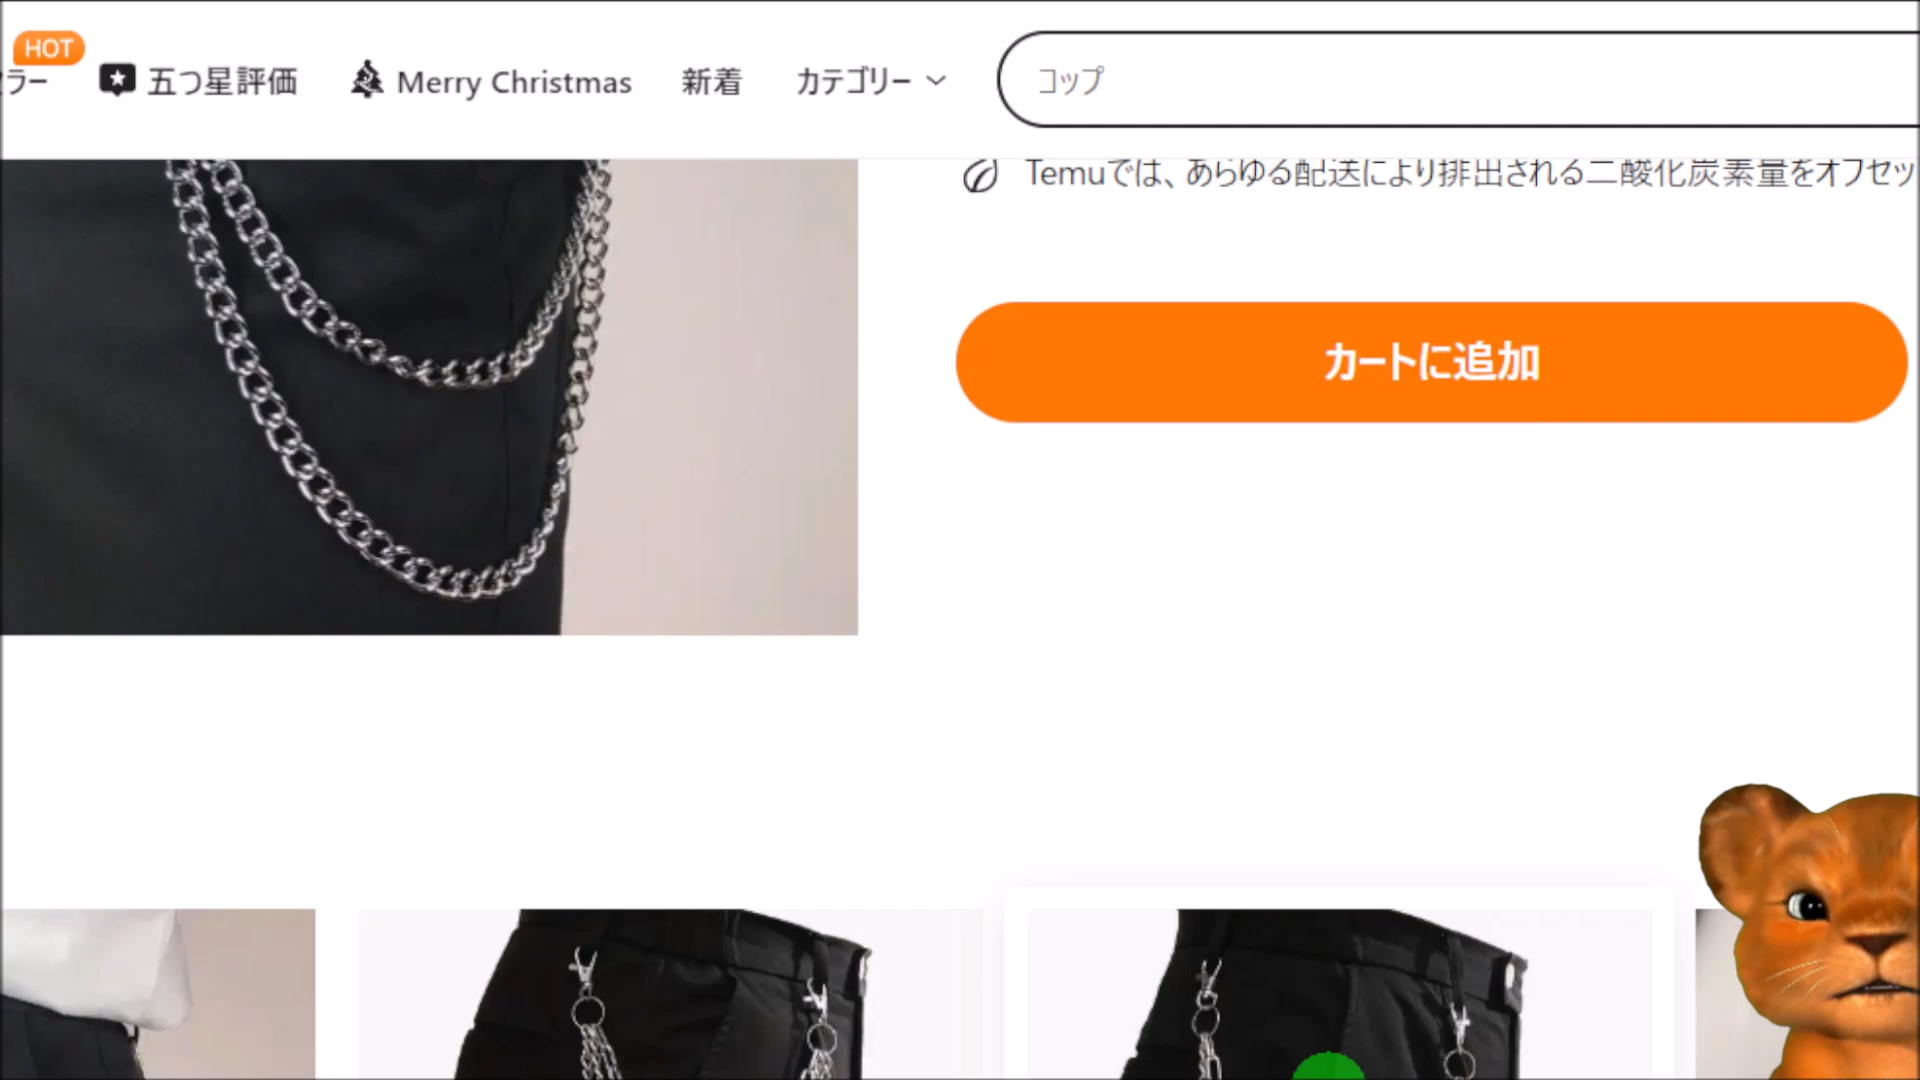 HOT
ラー
五つ星評価
Merry Christmas
新着
カテゴリー
コップ
Temuでは、あらゆる配送により排出される二酸化炭素量をオフセッ
カートに追加